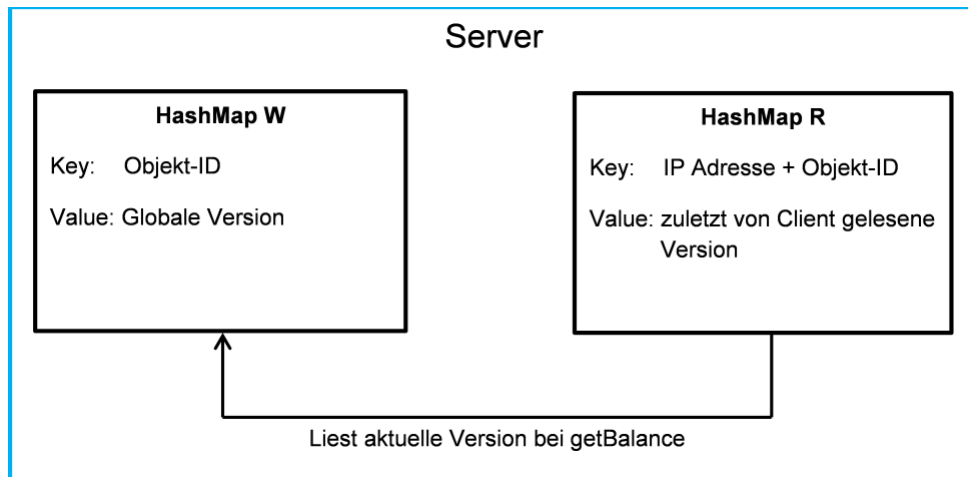 Server
HashMap W
Key: Objekt-ID
Value: Globale Version
HashMap R
Key: IP Adresse + Objekt-ID
Value: zuletzt von Client gelesene
Version
Liest aktuelle Version bei getBalance